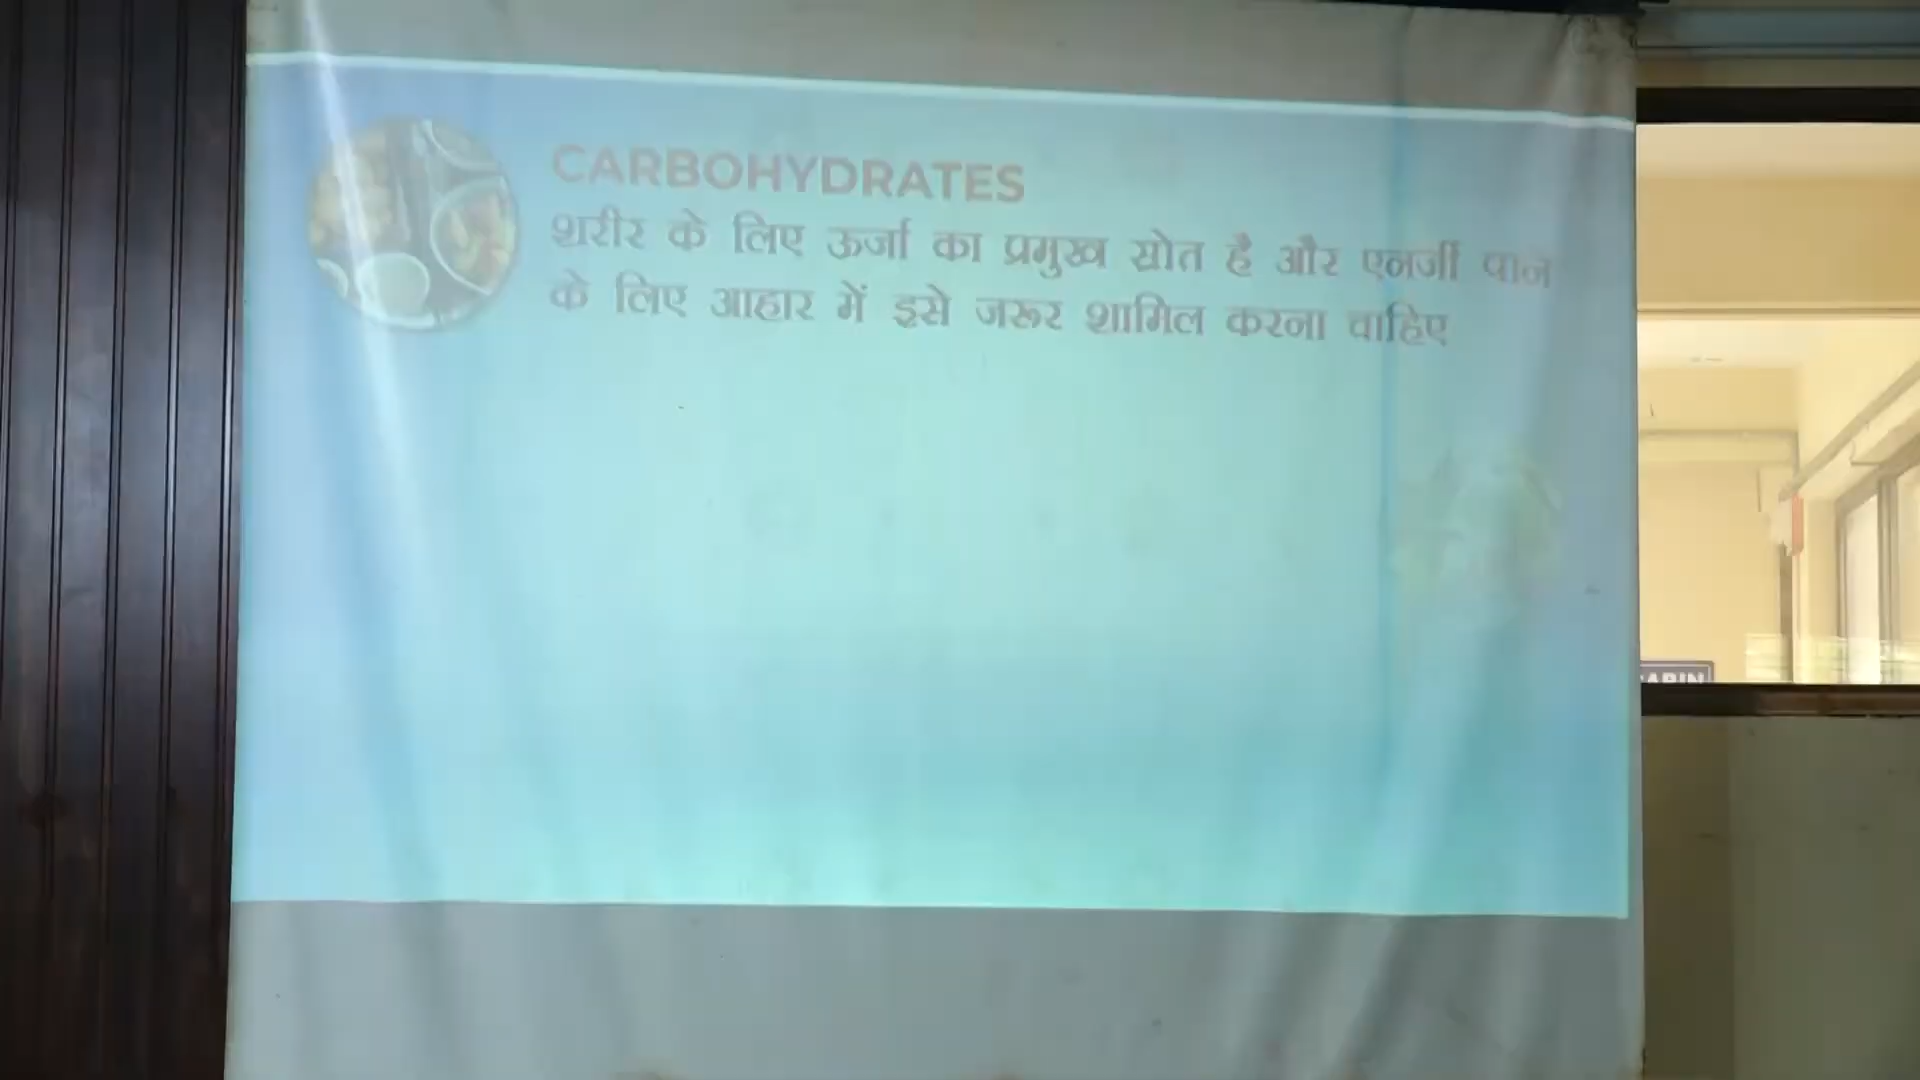 CARBOHYDRATES
शरीर के लिए ऊर्जा का प्रमुख स्रोत है और एनर्जी पाने
के लिए आहार में इसे जरूर शामिल करना चाहिए